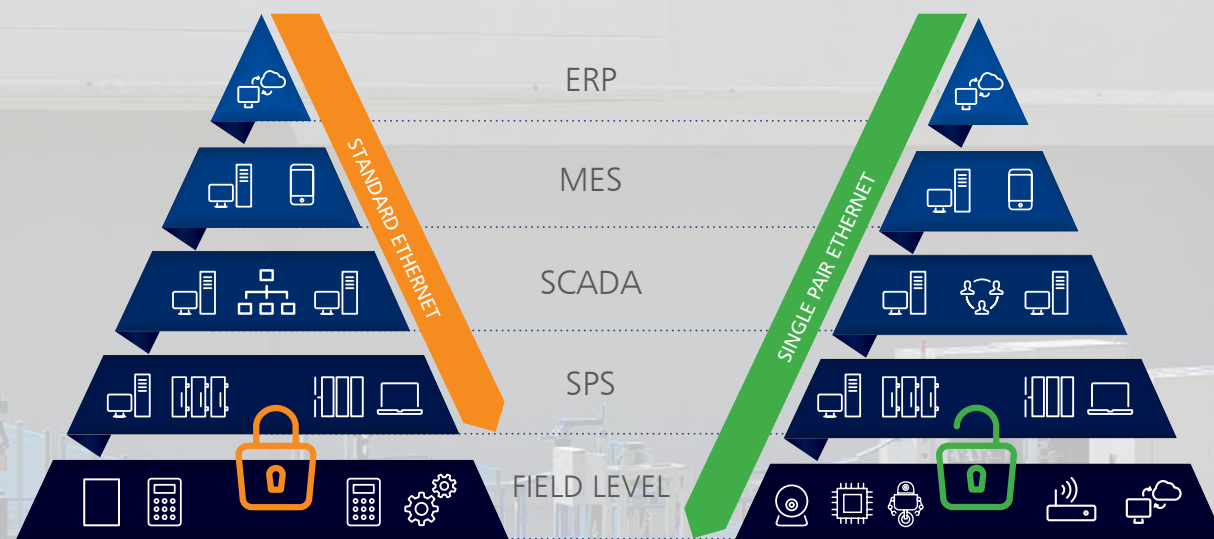 ERP
STANDARD ETHERNET
MES
SINGLE PAIR ETHERNET
SCADA
SPS
FIELD LEVEL